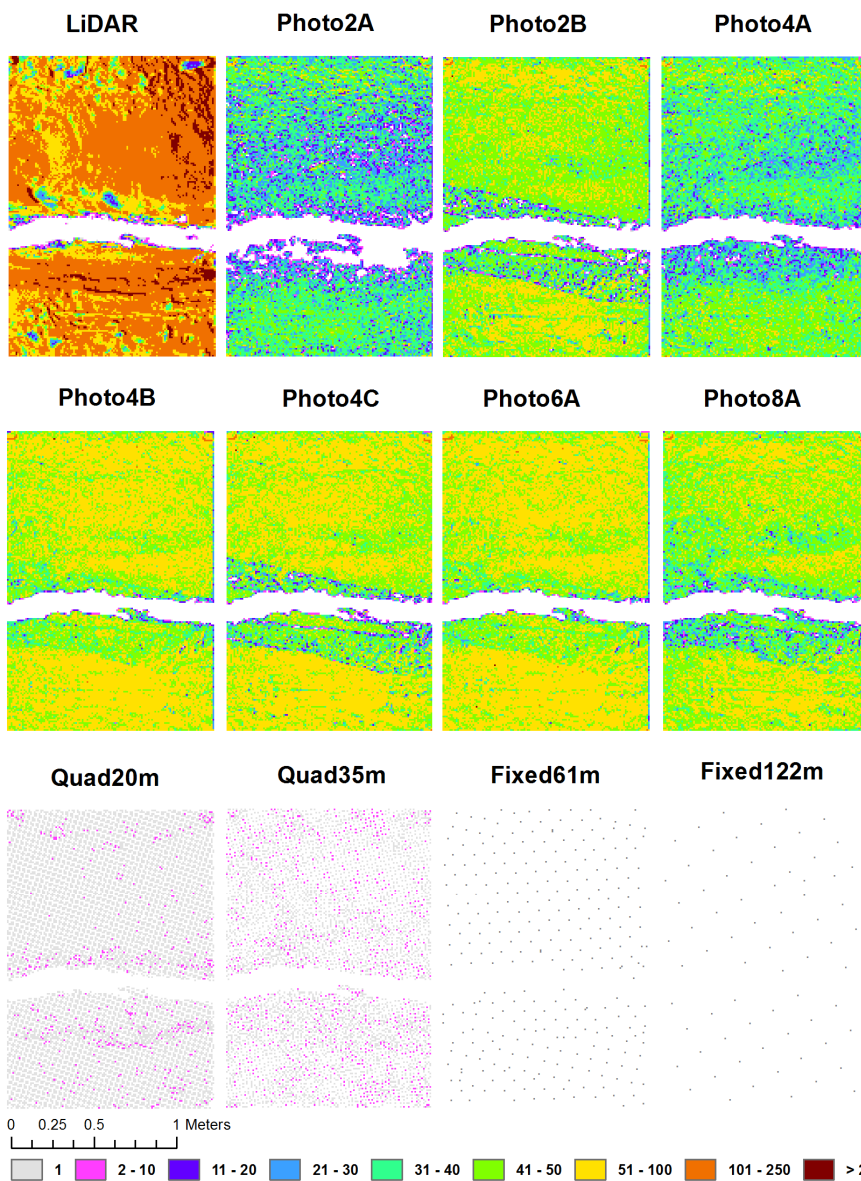 LiDAR Photo2A Photo2B Photo4A
Photo4B Photo4C Photo6A Photo8A
Quad20m Quad35m Fixed61m Fixed122m
0 0.25 0.5 1 Meters
1 2 - 10 11 - 20 21 - 30 31 - 40 41 - 50 51 - 100 101 - 250 > 2